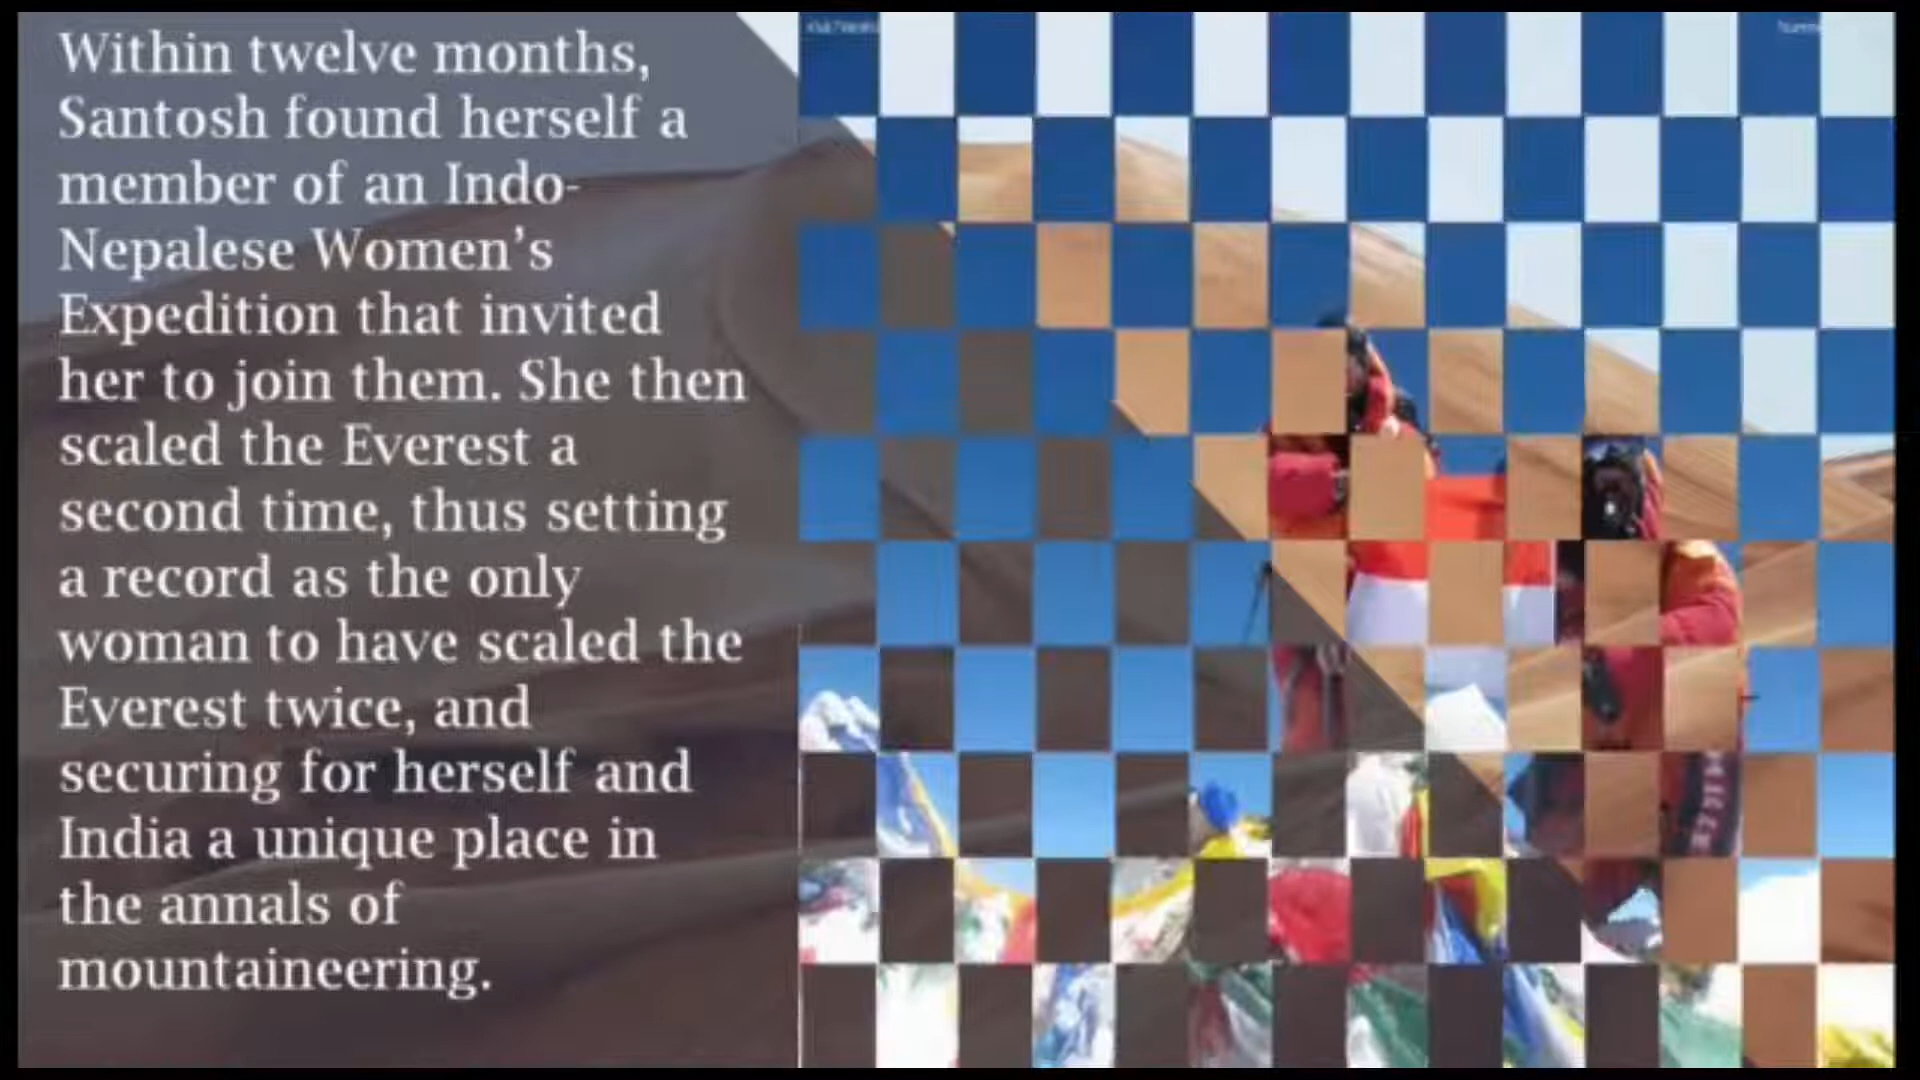 Within twelve months,
Santosh found herself a
member of an Indo-
Nepalese Women’s
Expedition that invited
her to join them. She then
scaled the Everest a
second time, thus setting
a record as the only
woman to have scaled the
Everest twice, and
securing for herself and
India a unique place in
the annals of
mountaineering.